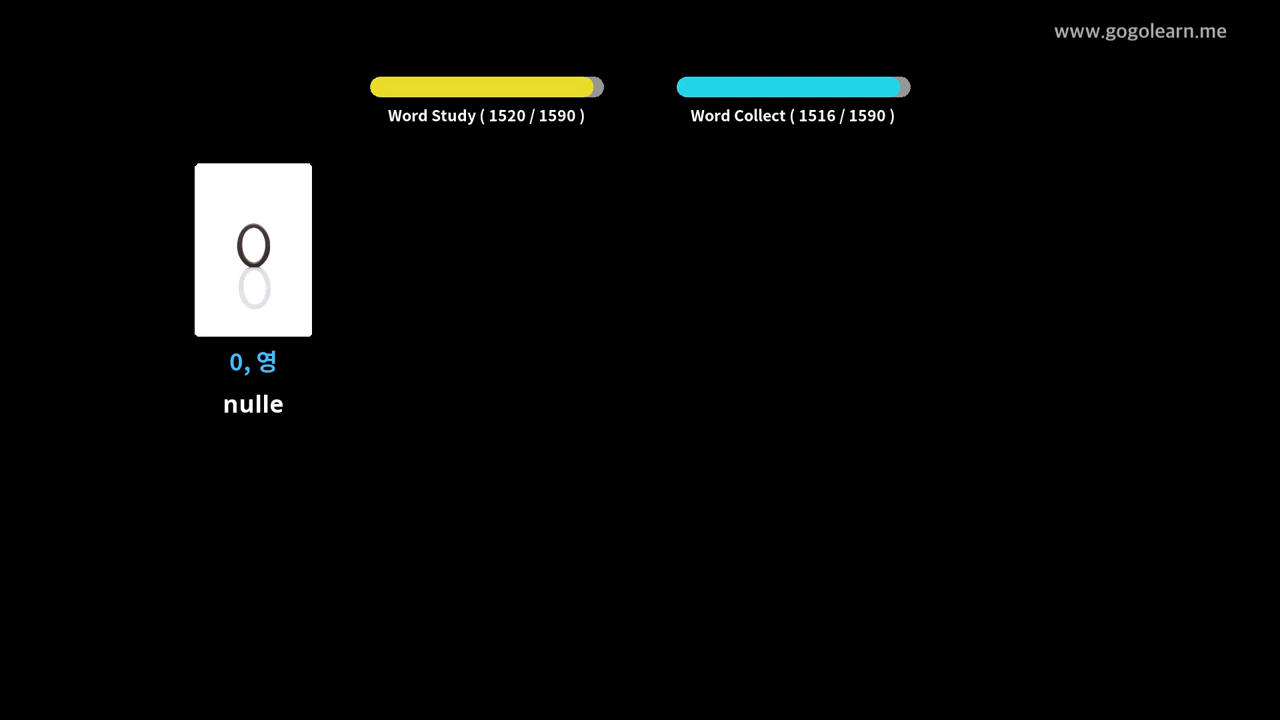 www.gogolearn.me
Word Study ( 1520 / 1590 )
Word Collect ( 1516 / 1590 )
0
0, 영
nulle